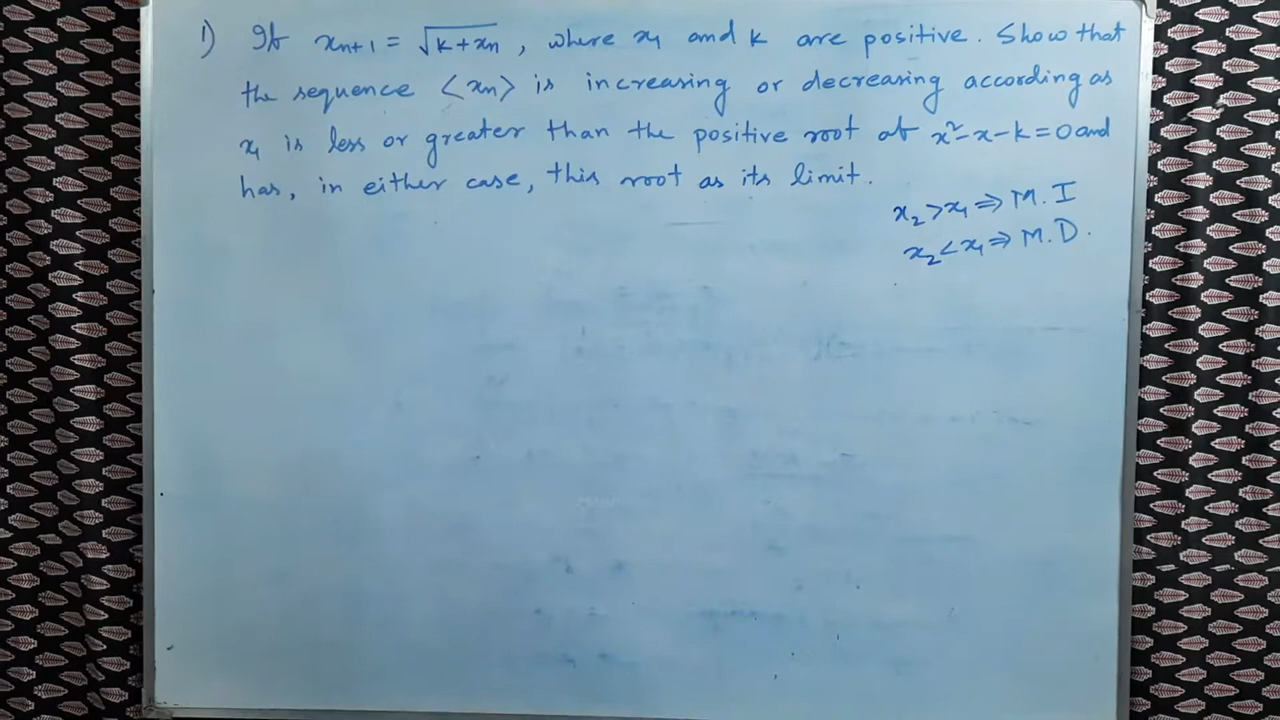 1) If xₙ₊₁ = √(k+xₙ), where x₁ and k are positive. Show that
the sequence <xₙ> is increasing or decreasing according as
x₁ is less or greater than the positive root of x²-x-k=0 and
has, in either case, this root as its limit.
x₂>x₁⇒M.I
x₂<x₁⇒M.D.